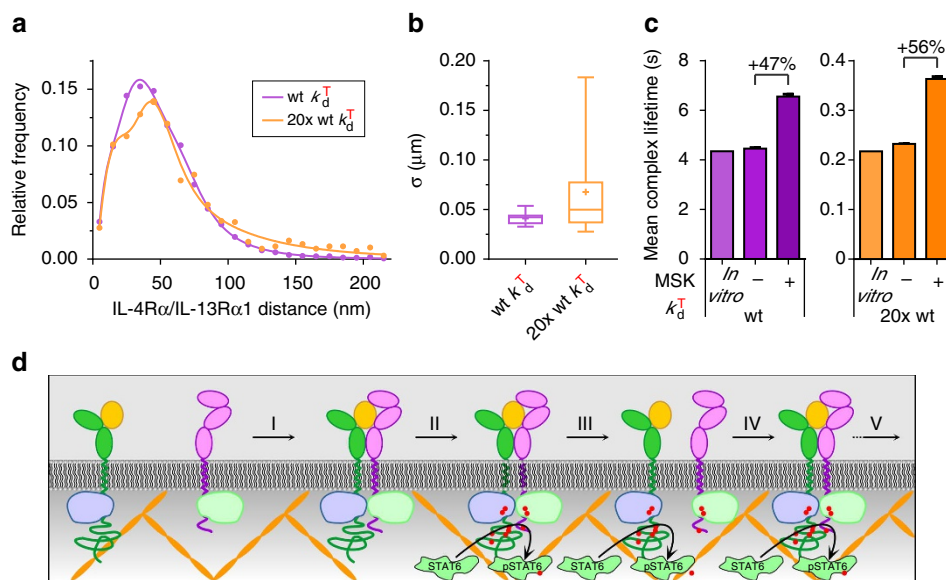 a
Relative frequency
0.15
0.10
0.05
0.00
wt k_d^T
20x wt k_d^T
0
50
100
150
200
IL-4Rα/IL-13Rα1 distance (nm)
b
σ (μm)
0.20
0.15
0.10
0.05
0.00
wt k_d^T
20x wt k_d^T
c
Mean complex lifetime (s)
8
6
4
2
0
+47%
MSK
In vitro
–
+
k_d^T
wt
0.4
0.3
0.2
0.1
0.0
+56%
In vitro
–
+
20x wt
d
I
II
III
IV
V
STAT6
pSTAT6
STAT6
pSTAT6
STAT6
pSTAT6